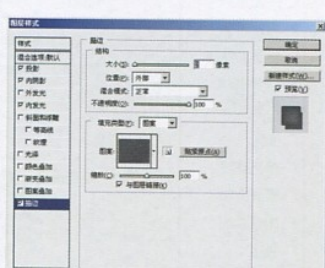 图层样式
样式
混合选项:默认
投影
内阴影
外发光
内发光
斜面和浮雕
等高线
纹理
光泽
颜色叠加
渐变叠加
图案叠加
描边
描边
结构
大小(S): 像素
位置(P): 外部
混合模式: 正常
不透明度(O): 100 %
填充类型(F): 图案
图案: 贴紧原点(A)
缩放(C): 100 %
与图层链接(K)
确定
取消
新建样式(W)...
预览(V)